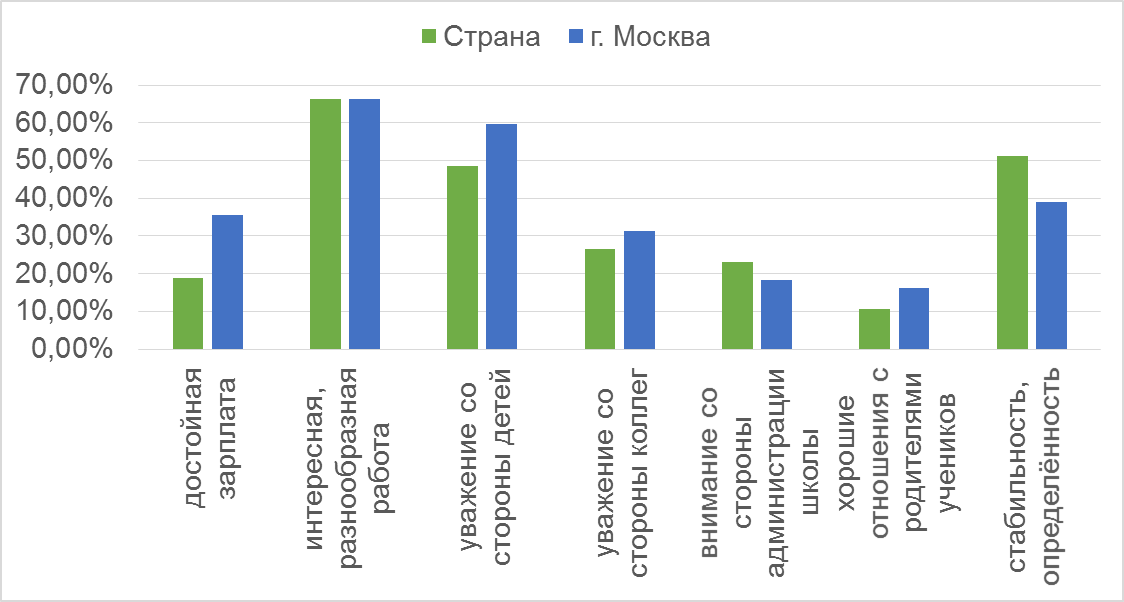 Страна г. Москва
70,00%
60,00%
50,00%
40,00%
30,00%
20,00%
10,00%
0,00%
достойная
зарплата
интересная,
разнообразная
работа
уважение со
стороны детей
уважение со
стороны коллег
внимание со
стороны
администрации
школы
хорошие
отношения с
родителями
учеников
стабильность,
определённость